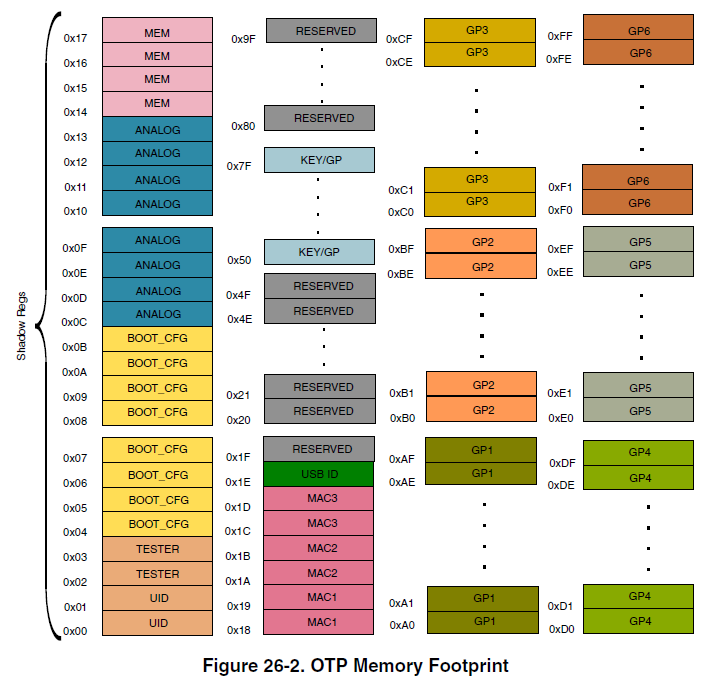 Shadow Regs
0x17 MEM
0x16 MEM
0x15 MEM
0x14 MEM
0x13 ANALOG
0x12 ANALOG
0x11 ANALOG
0x10 ANALOG
0x0F ANALOG
0x0E ANALOG
0x0D ANALOG
0x0C ANALOG
0x0B BOOT_CFG
0x0A BOOT_CFG
0x09 BOOT_CFG
0x08 BOOT_CFG
0x07 BOOT_CFG
0x06 BOOT_CFG
0x05 BOOT_CFG
0x04 BOOT_CFG
0x03 TESTER
0x02 TESTER
0x01 UID
0x00 UID
0x9F RESERVED
0x80 RESERVED
0x7F KEY/GP
0x50 KEY/GP
0x4F RESERVED
0x4E RESERVED
0x21 RESERVED
0x20 RESERVED
0x1F RESERVED
0x1E USB ID
0x1D MAC3
0x1C MAC3
0x1B MAC2
0x1A MAC2
0x19 MAC1
0x18 MAC1
0xCF GP3
0xCE GP3
0xC1 GP3
0xC0 GP3
0xBF GP2
0xBE GP2
0xB1 GP2
0xB0 GP2
0xAF GP1
0xAE GP1
0xA1 GP1
0xA0 GP1
0xFF GP6
0xFE GP6
0xF1 GP6
0xF0 GP6
0xEF GP5
0xEE GP5
0xE1 GP5
0xE0 GP5
0xDF GP4
0xDE GP4
0xD1 GP4
0xD0 GP4
Figure 26-2. OTP Memory Footprint